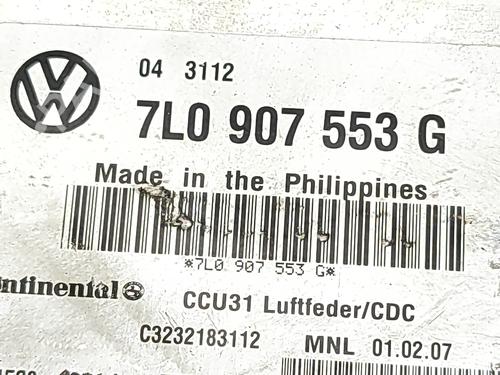 04 3112
7L0 907 553 G
Made in the Philippines
*7L0 907 553 G*
Continental
CCU31 Luftfeder/CDC
C3232183112
MNL 01.02.07